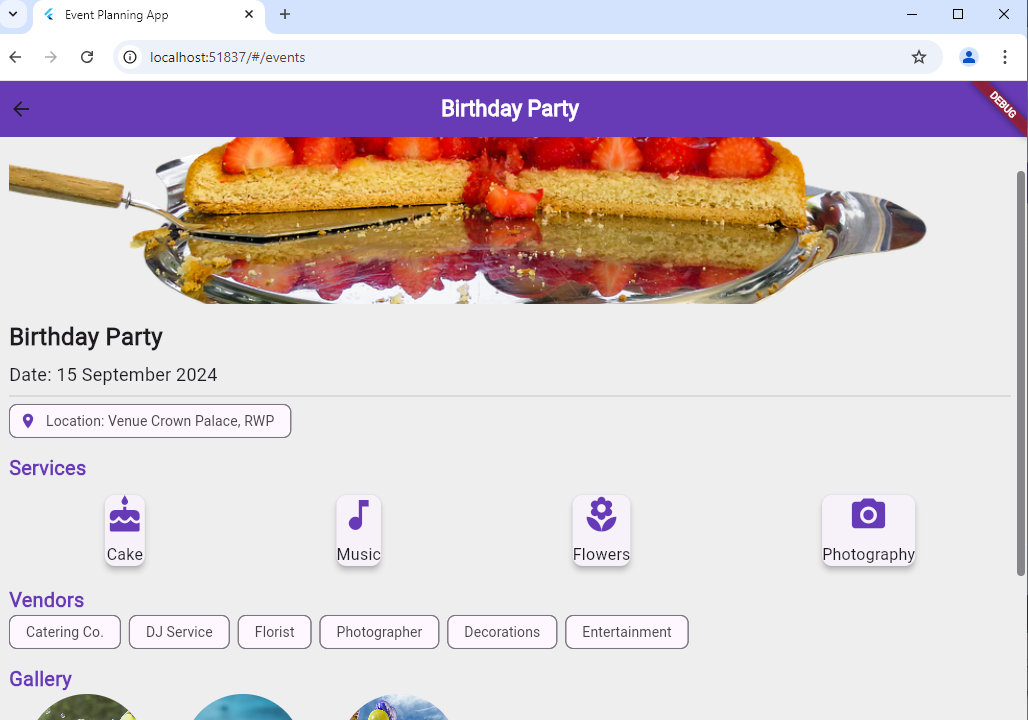 Event Planning App
localhost:51837/#/events
Birthday Party
DEBUG
Birthday Party
Date: 15 September 2024
Location: Venue Crown Palace, RWP
Services
Cake Music Flowers Photography
Vendors
Catering Co. DJ Service Florist Photographer Decorations Entertainment
Gallery